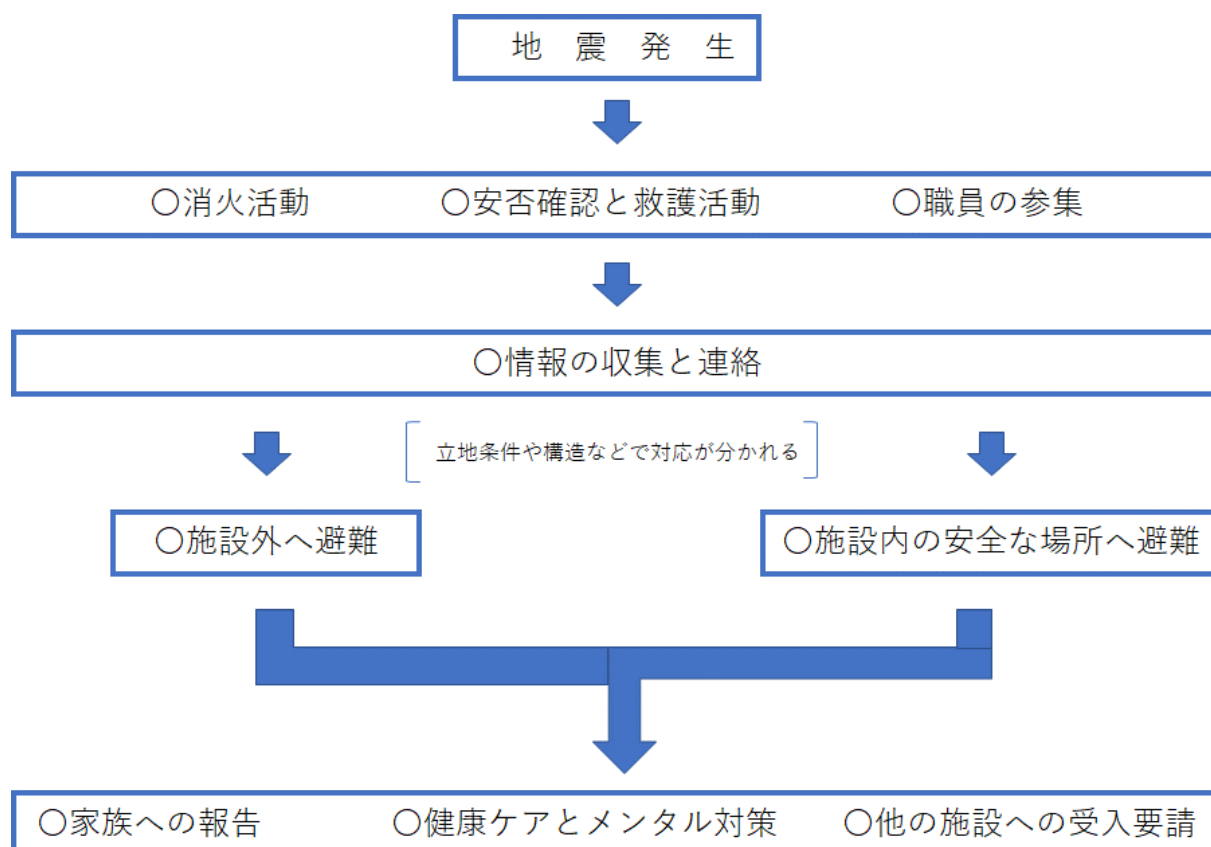 地　震　発　生
〇消火活動　〇安否確認と救護活動　〇職員の参集
〇情報の収集と連絡
立地条件や構造などで対応が分かれる
〇施設外へ避難　〇施設内の安全な場所へ避難
〇家族への報告　〇健康ケアとメンタル対策　〇他の施設への受入要請